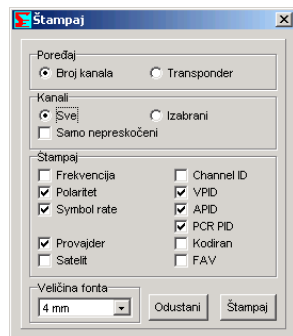 Štampaj
Poređaj
Broj kanala Transponder
Kanali
Sve Izabrani
Samo nepreskočeni
Štampaj
Frekvencija Channel ID
Polaritet VPID
Symbol rate APID
PCR PID
Provajder Kodiran
Satelit FAV
Veličina fonta
4 mm Odustani Štampaj